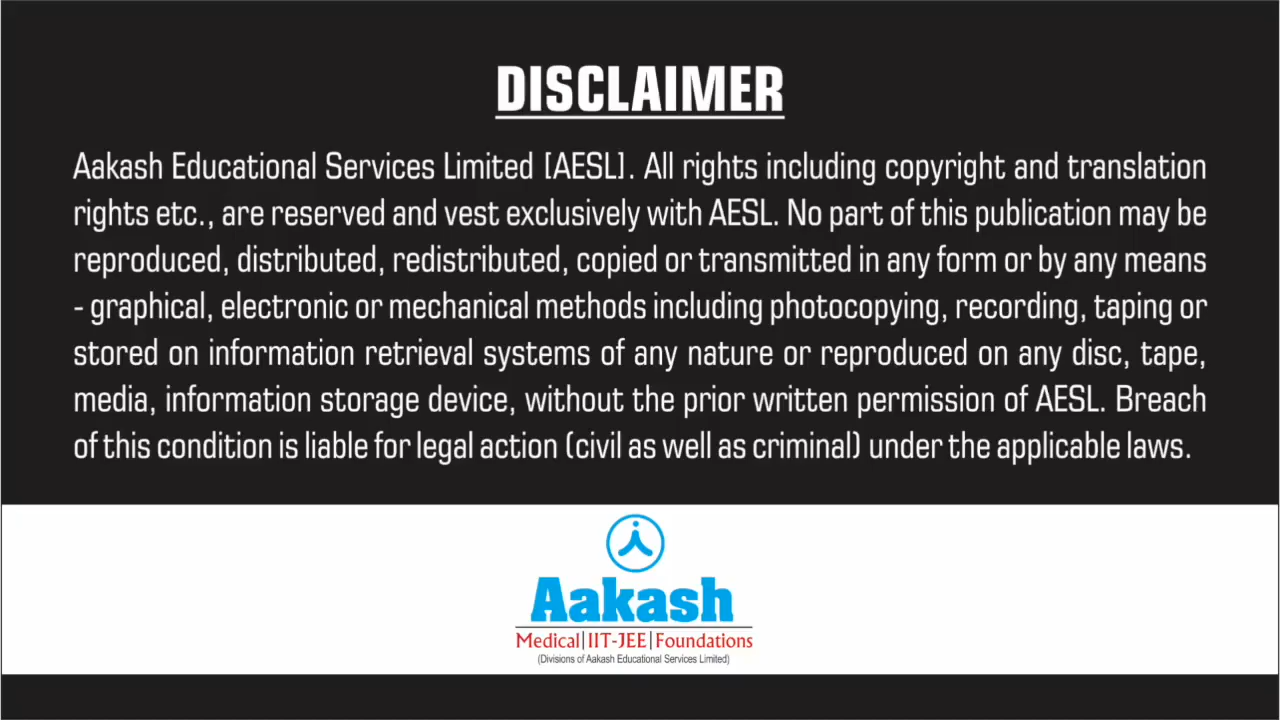 DISCLAIMER
Aakash Educational Services Limited [AESL]. All rights including copyright and translation
rights etc., are reserved and vest exclusively with AESL. No part of this publication may be
reproduced, distributed, redistributed, copied or transmitted in any form or by any means
- graphical, electronic or mechanical methods including photocopying, recording, taping or
stored on information retrieval systems of any nature or reproduced on any disc, tape,
media, information storage device, without the prior written permission of AESL. Breach
of this condition is liable for legal action (civil as well as criminal) under the applicable laws.
Aakash
Medical|IIT-JEE|Foundations
(Divisions of Aakash Educational Services Limited)